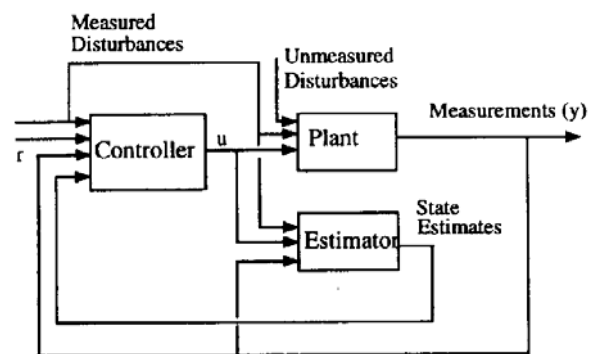 Measured
Disturbances
Unmeasured
Disturbances
Measurements (y)
r
Controller
u
Plant
State
Estimates
Estimator